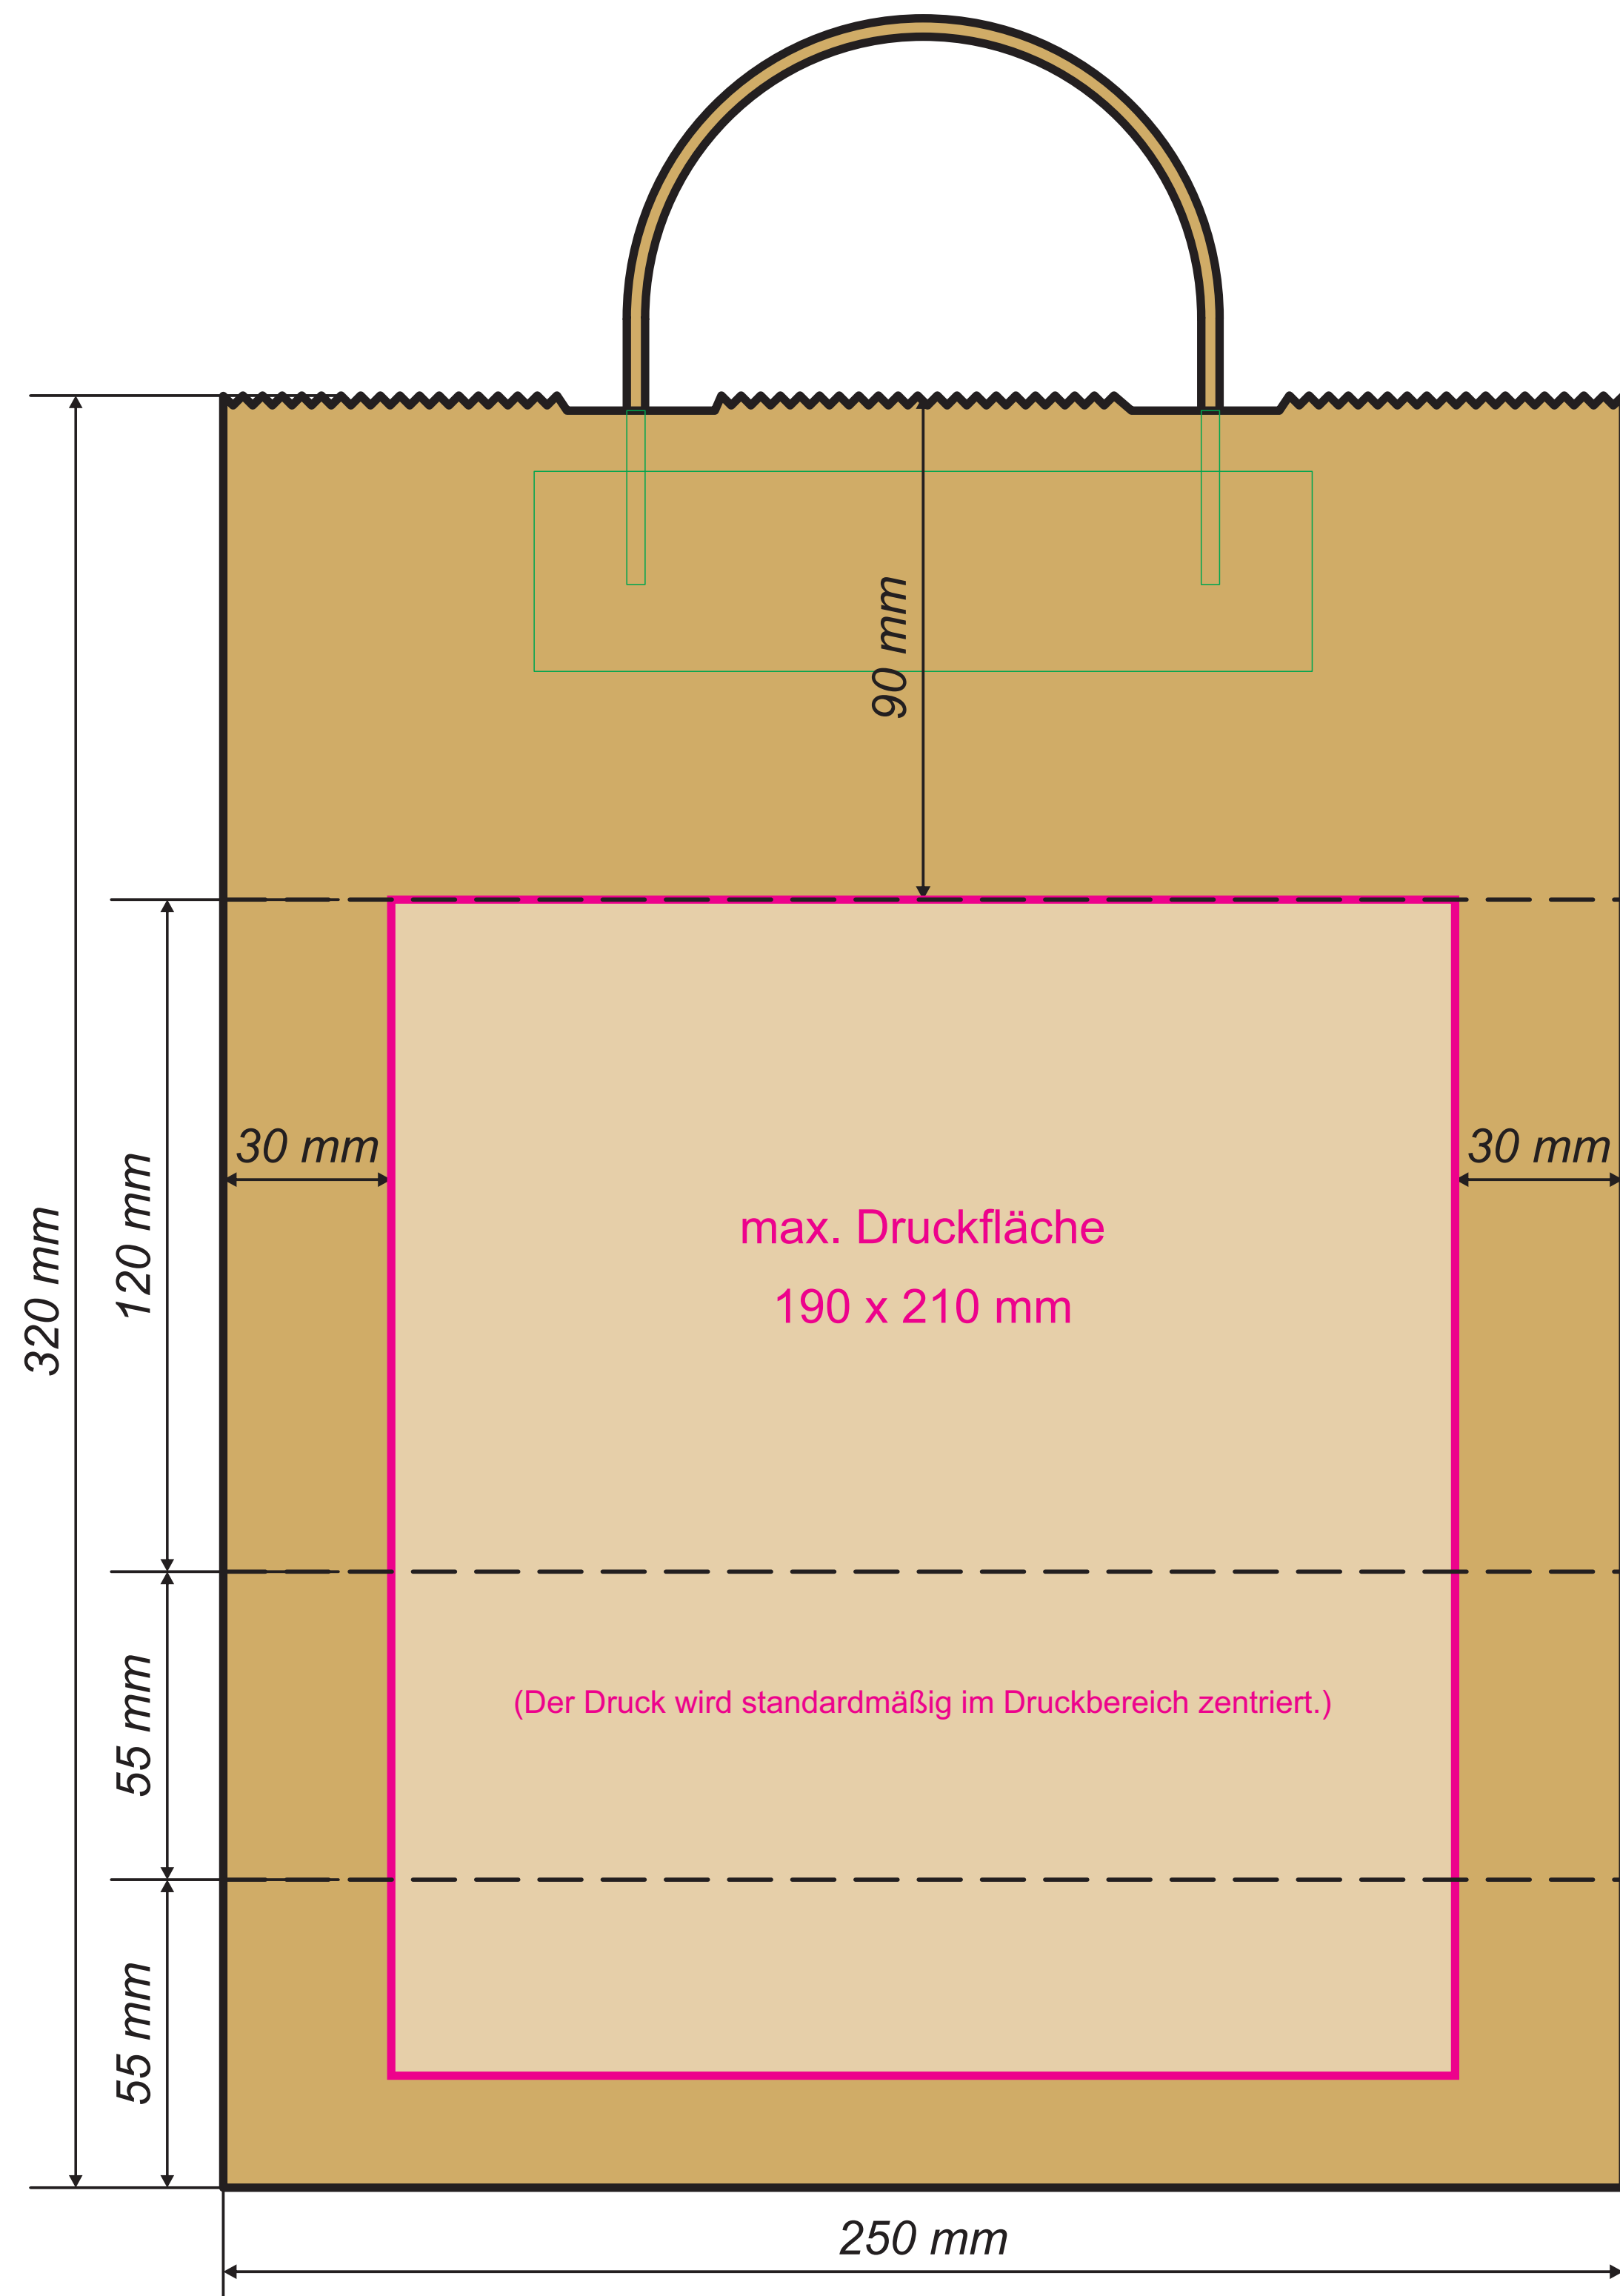 90 mm
30 mm
30 mm
120 mm
320 mm
max. Druckfläche
190 x 210 mm
55 mm
(Der Druck wird standardmäßig im Druckbereich zentriert.)
55 mm
250 mm